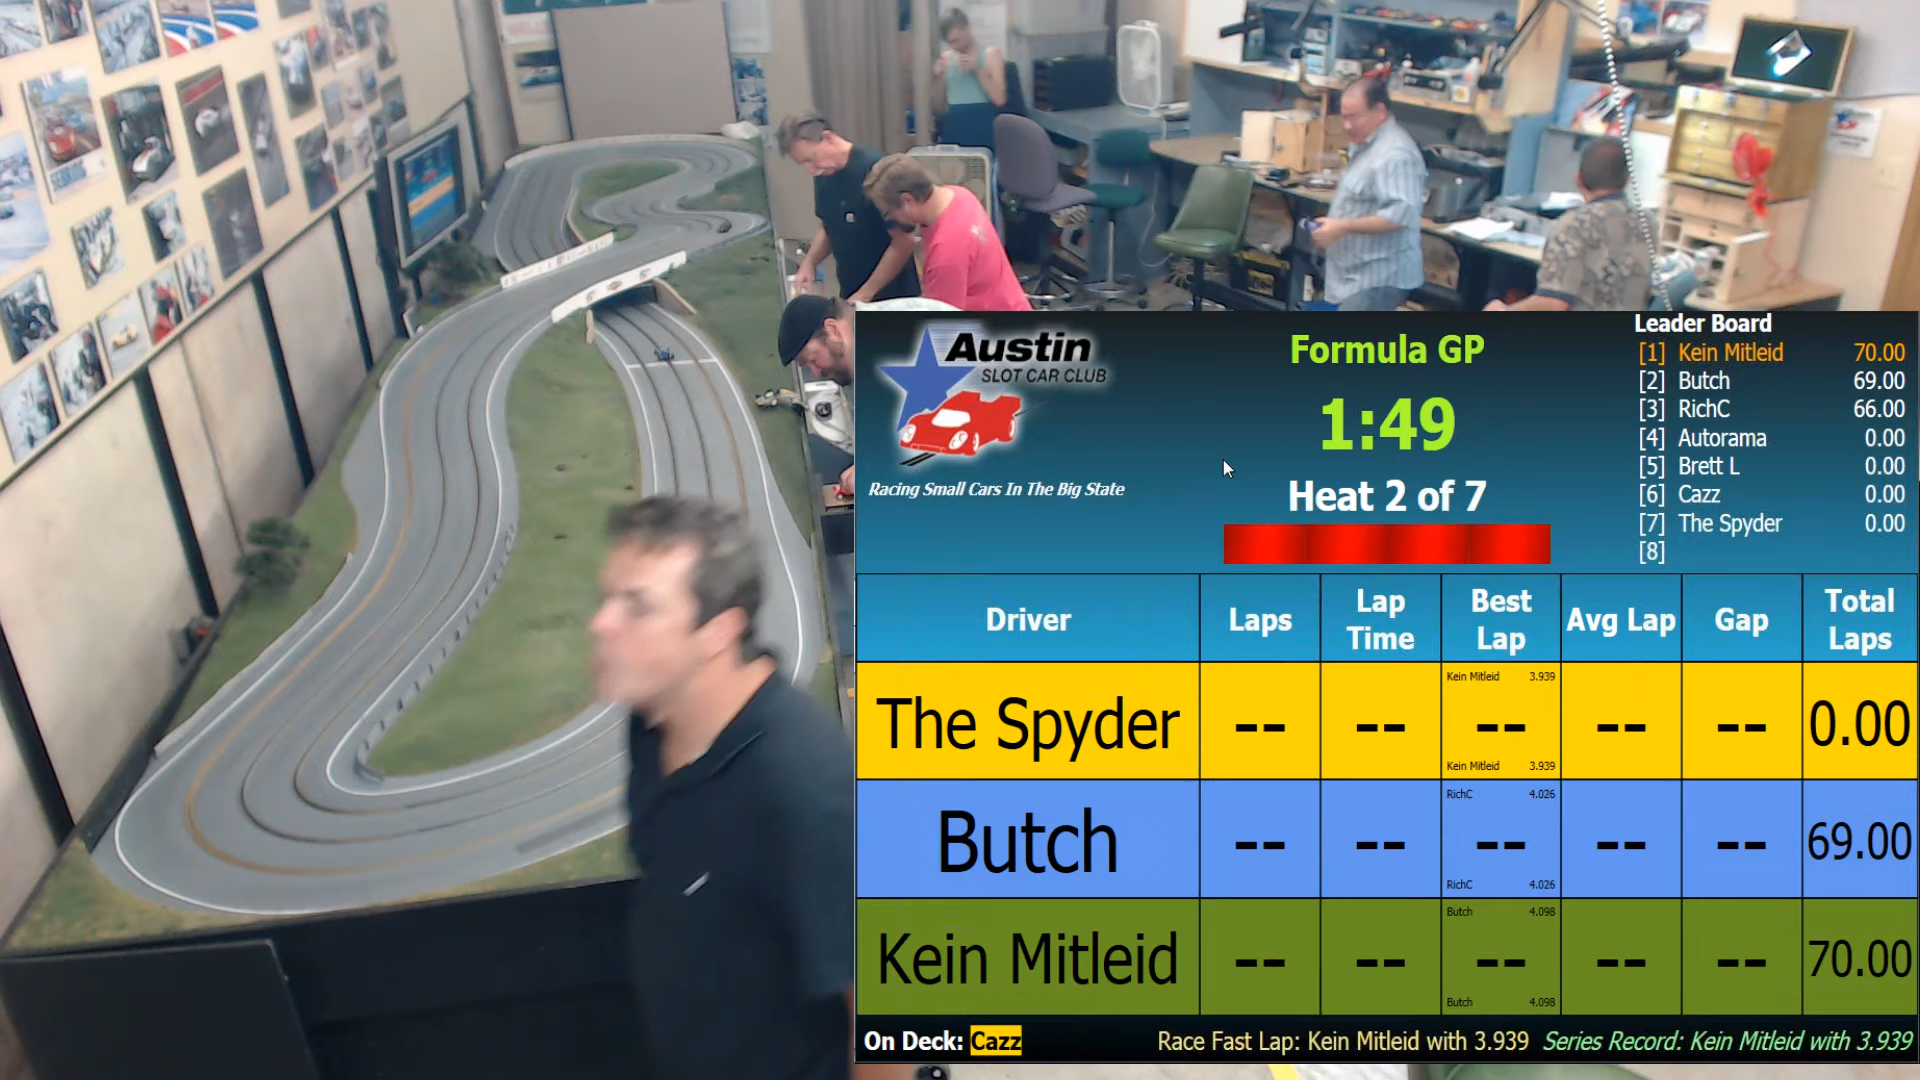 SEBRING
Austin
SLOT CAR CLUB
Racing Small Cars In The Big State
Formula GP
1:49
Heat 2 of 7
Leader Board
[1] Kein Mitleid 70.00
[2] Butch 69.00
[3] RichC 66.00
[4] Autorama 0.00
[5] Brett L 0.00
[6] Cazz 0.00
[7] The Spyder 0.00
[8]
Driver Laps Lap Time Best Lap Avg Lap Gap Total Laps
Kein Mitleid 3.939
The Spyder -- -- -- -- -- 0.00
Kein Mitleid 3.939
RichC 4.026
Butch -- -- -- -- -- 69.00
RichC 4.026
Butch 4.098
Kein Mitleid -- -- -- -- -- 70.00
Butch 4.098
On Deck: Cazz Race Fast Lap: Kein Mitleid with 3.939 Series Record: Kein Mitleid with 3.939